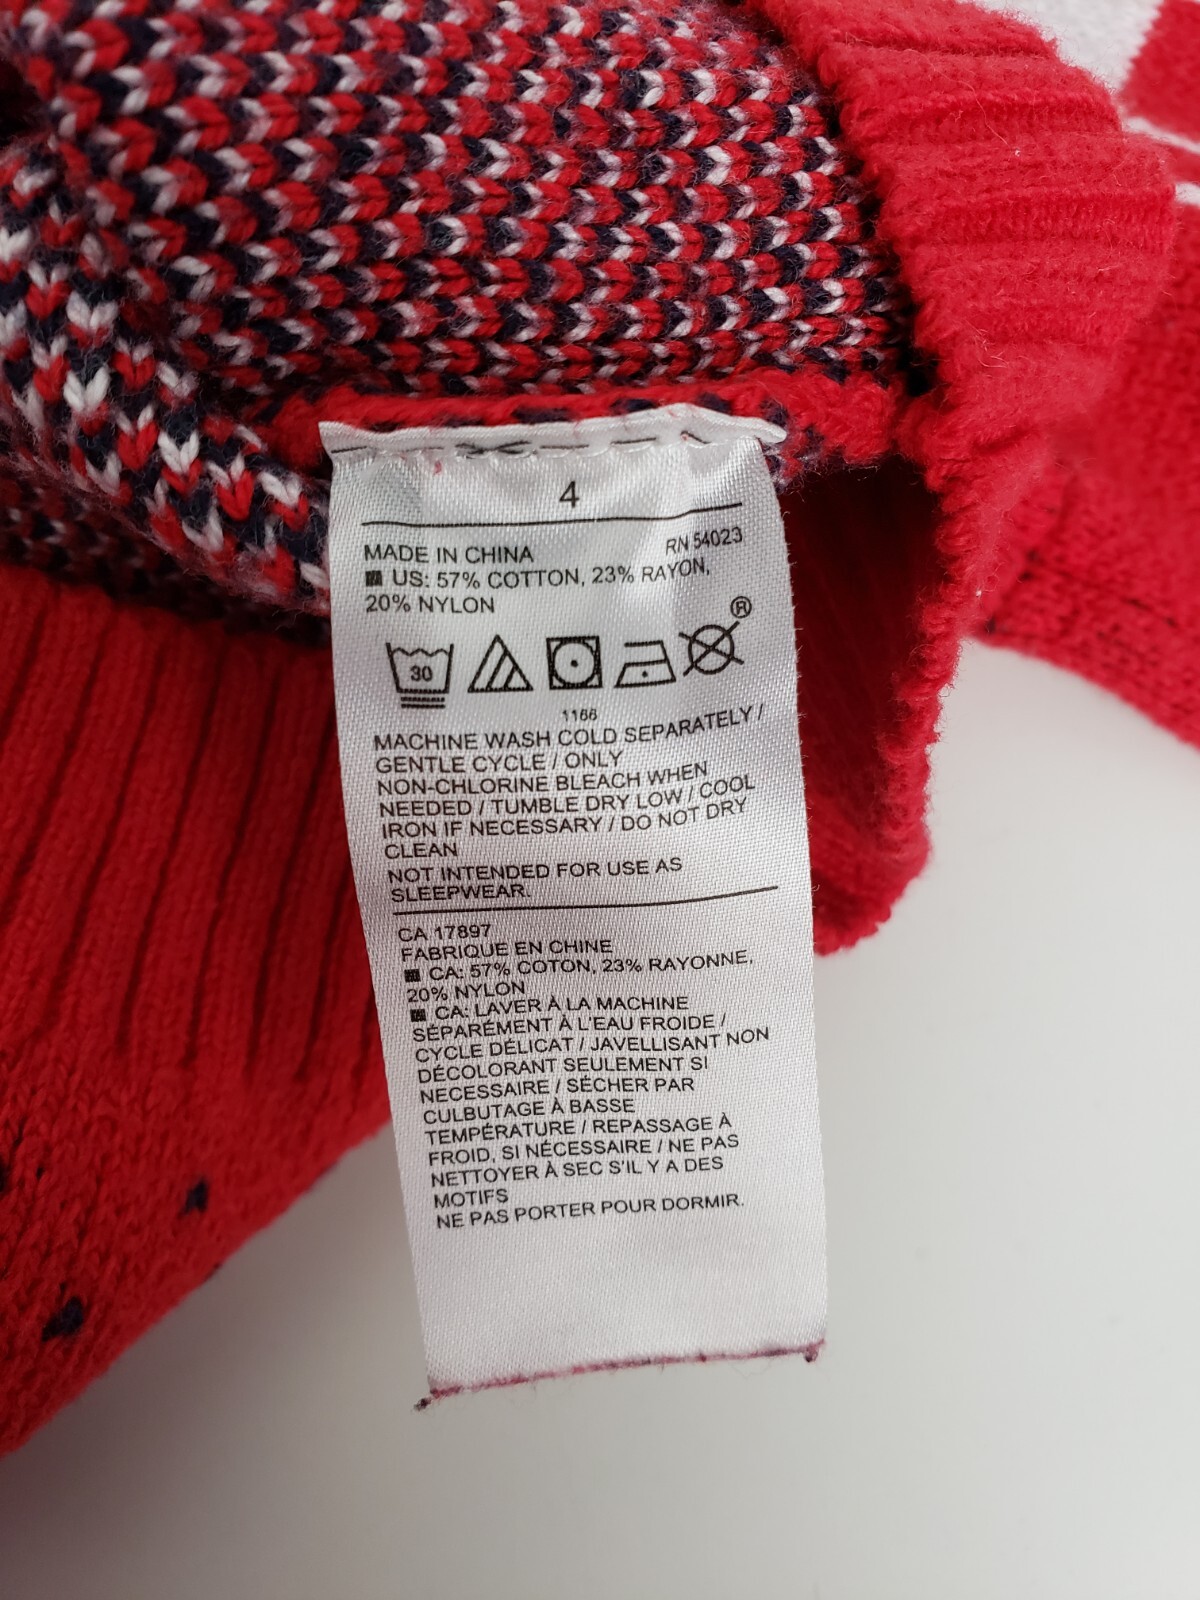 4
MADE IN CHINA RN 54023
US: 57% COTTON, 23% RAYON,
20% NYLON
®
30
1166
MACHINE WASH COLD SEPARATELY /
GENTLE CYCLE / ONLY
NON-CHLORINE BLEACH WHEN
NEEDED / TUMBLE DRY LOW / COOL
IRON IF NECESSARY / DO NOT DRY
CLEAN
NOT INTENDED FOR USE AS
SLEEPWEAR.
CA 17897
FABRIQUE EN CHINE
CA: 57% COTON, 23% RAYONNE,
20% NYLON
CA: LAVER À LA MACHINE
SÉPARÉMENT À L'EAU FROIDE /
CYCLE DÉLICAT / JAVELLISANT NON
DÉCOLORANT SEULEMENT SI
NECESSAIRE / SÉCHER PAR
CULBUTAGE À BASSE
TEMPÉRATURE / REPASSAGE À
FROID, SI NÉCESSAIRE / NE PAS
NETTOYER À SEC S'IL Y A DES
MOTIFS
NE PAS PORTER POUR DORMIR.